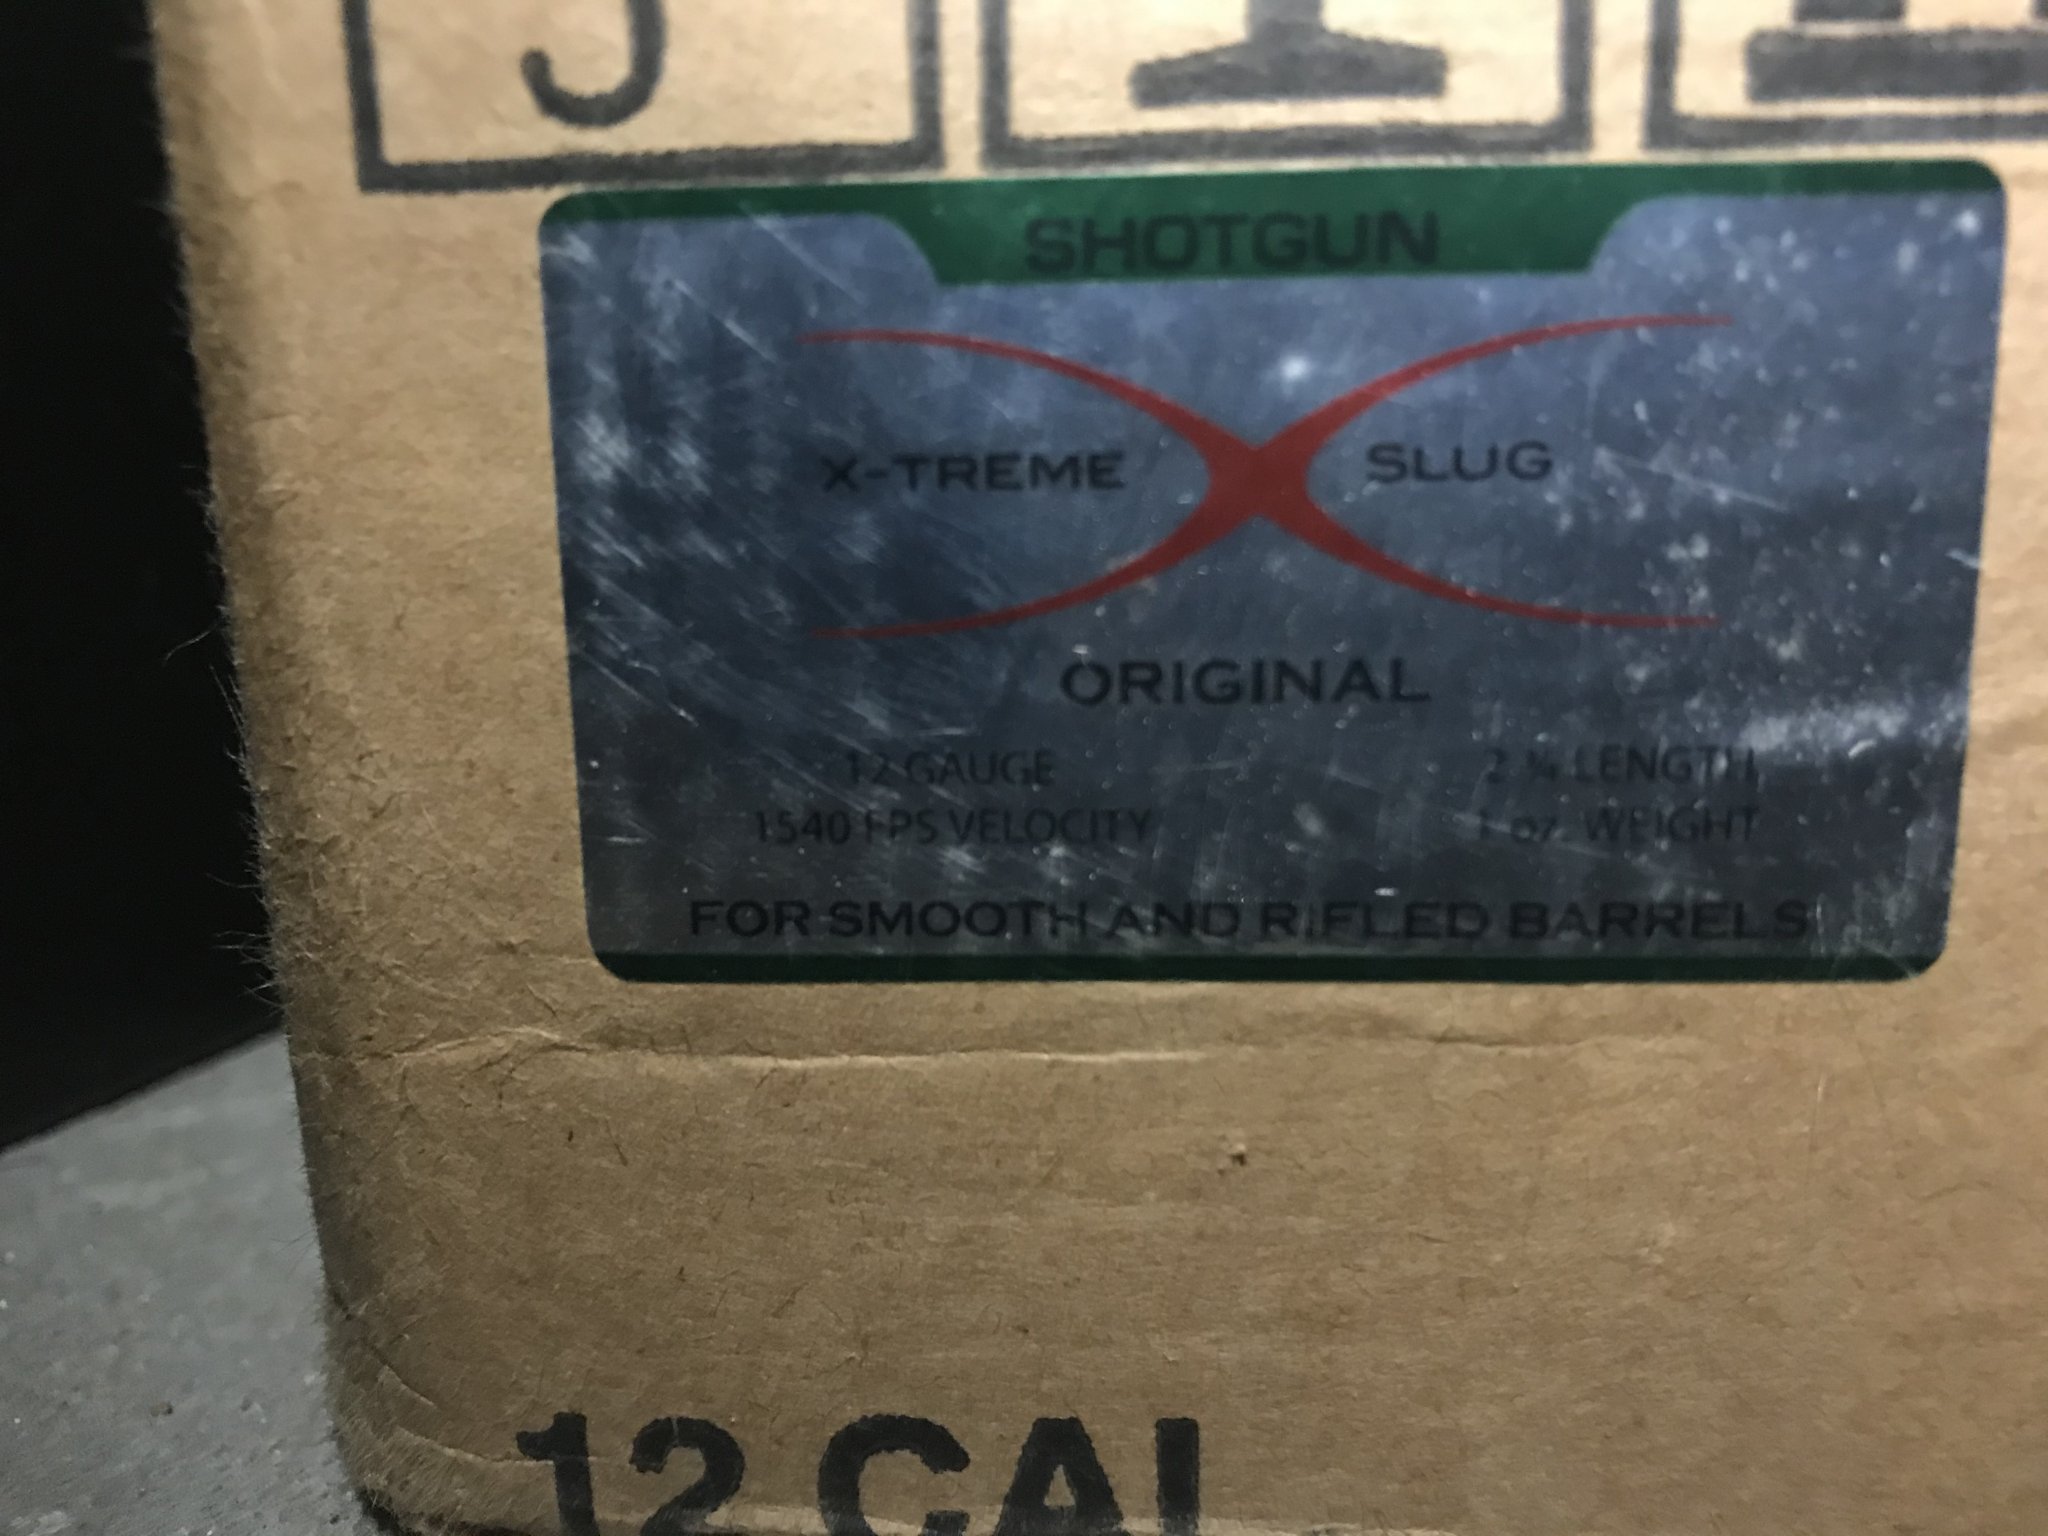 SHOTGUN
X-TREME SLUG
ORIGINAL
12 GAUGE 2 ¾ LENGTH
1540 FPS VELOCITY 1 oz. WEIGHT
FOR SMOOTH AND RIFLED BARRELS
12 CAL